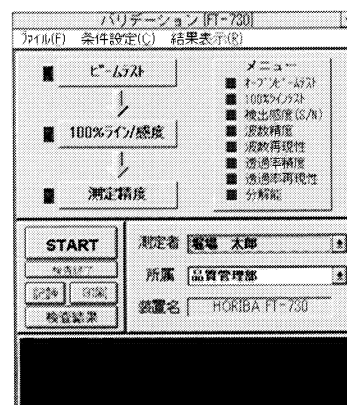 バリデーション [FT-730]
ファイル(F) 条件設定(C) 結果表示(R)
ビームテスト
100%ライン/感度
測定精度
メニュー
オープンビームテスト
100%ラインテスト
検出感度(S/N)
波数精度
波数再現性
透過率精度
透過率再現性
分解能
START
検査終了
記録 印刷
検査結果
測定者 堀場 太郎
所属 品質管理部
装置名 HORIBA FT-730